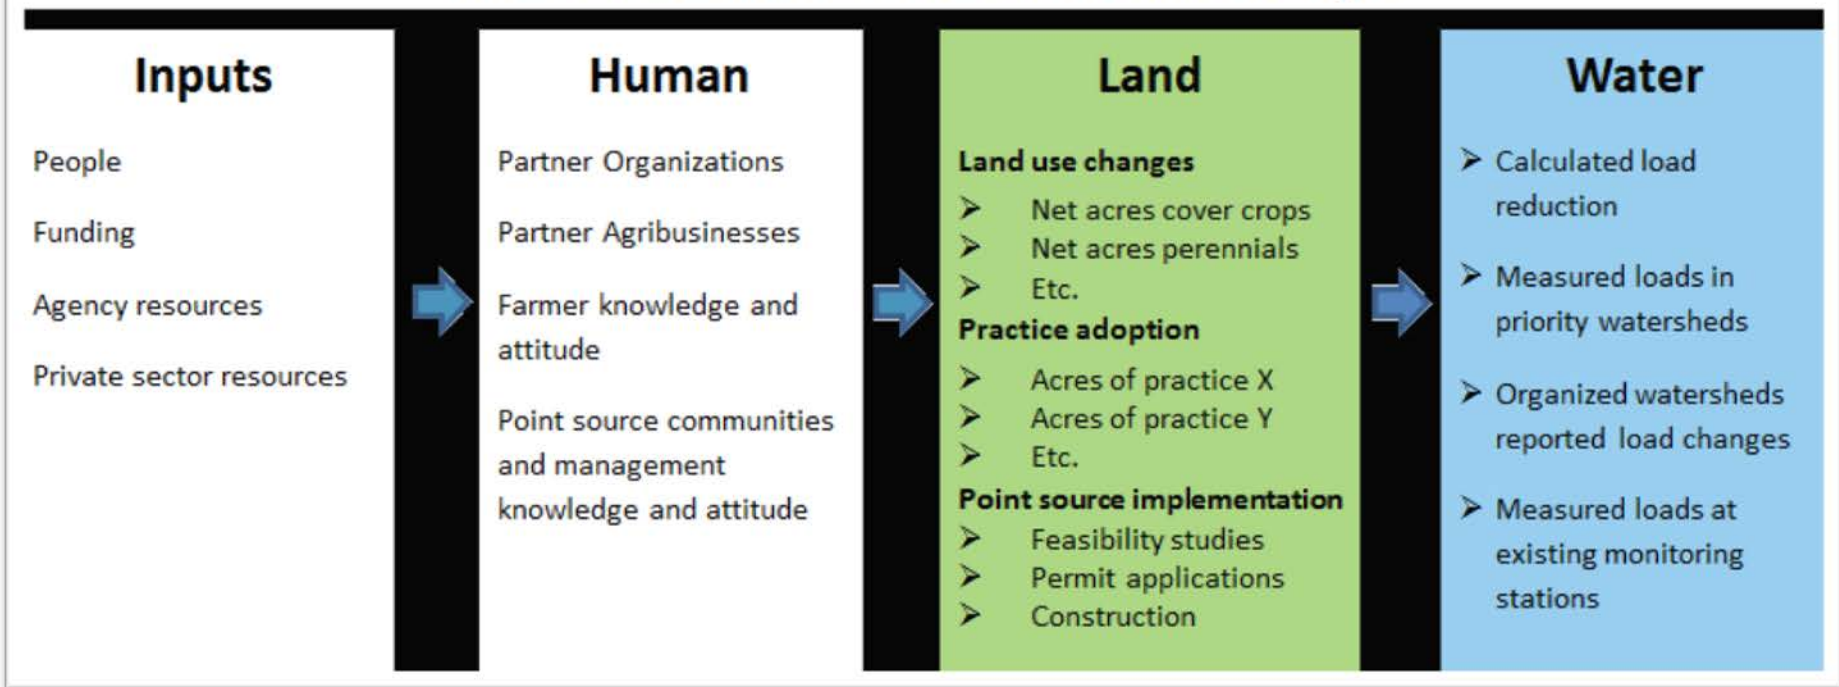 Inputs
People
Funding
Agency resources
Private sector resources
Human
Partner Organizations
Partner Agribusinesses
Farmer knowledge and
attitude
Point source communities
and management
knowledge and attitude
Land
Land use changes
➤ Net acres cover crops
➤ Net acres perennials
➤ Etc.
Practice adoption
➤ Acres of practice X
➤ Acres of practice Y
➤ Etc.
Point source implementation
➤ Feasibility studies
➤ Permit applications
➤ Construction
Water
➤ Calculated load
reduction
➤ Measured loads in
priority watersheds
➤ Organized watersheds
reported load changes
➤ Measured loads at
existing monitoring
stations